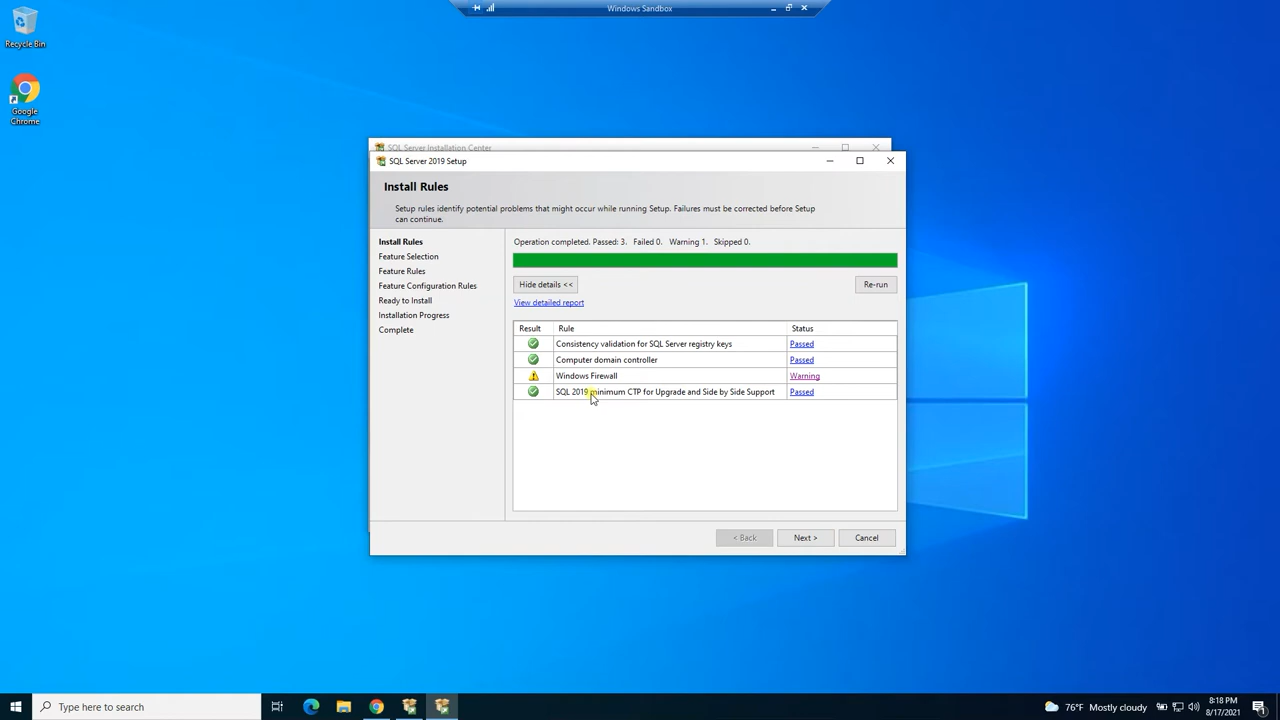 Windows Sandbox
Recycle Bin
Google
Chrome
SQL Server Installation Center
SQL Server 2019 Setup
Install Rules
Setup rules identify potential problems that might occur while running Setup. Failures must be corrected before Setup
can continue.
Install Rules
Feature Selection
Feature Rules
Feature Configuration Rules
Ready to Install
Installation Progress
Complete
Operation completed. Passed: 3. Failed 0. Warning 1. Skipped 0.
Hide details <<
Re-run
View detailed report
Result Rule Status
Consistency validation for SQL Server registry keys Passed
Computer domain controller Passed
Windows Firewall Warning
SQL 2019 minimum CTP for Upgrade and Side by Side Support Passed
< Back Next > Cancel
Type here to search
76°F Mostly cloudy
8:18 PM
8/17/2021
1